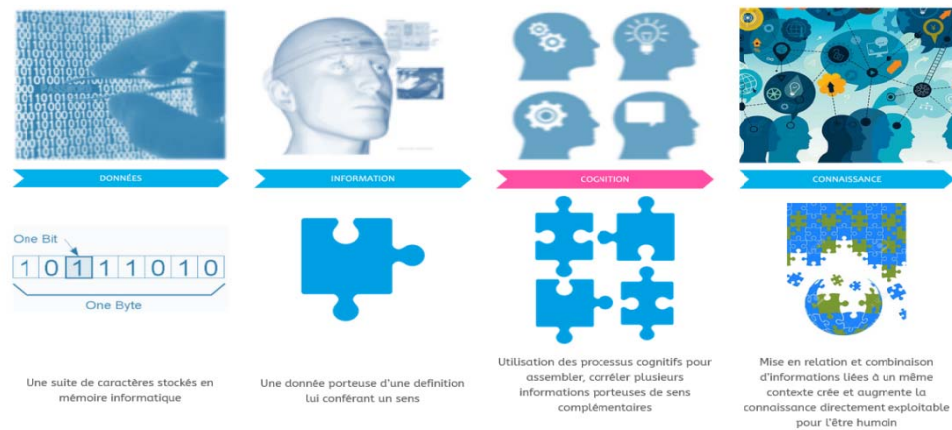 DONNÉES
INFORMATION
COGNITION
CONNAISSANCE
One Bit
1 0 1 1 1 0 1 0
One Byte
Une suite de caractères stockés en
mémoire informatique
Une donnée porteuse d'une definition
lui conférant un sens
Utilisation des processus cognitifs pour
assembler, corréler plusieurs
informations porteuses de sens
complémentaires
Mise en relation et combinaison
d'informations liées à un même
contexte crée et augmente la
connaissance directement exploitable
pour l'être humain